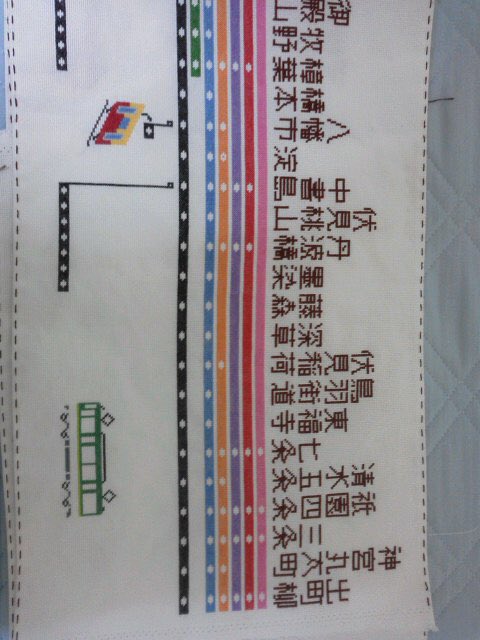 御殿山
牧野
樟葉
橋本
八幡市
淀
中書島
伏見桃山
丹波橋
墨染
藤森
深草
伏見稲荷
鳥羽街道
東福寺
七条
清水五条
祇園四条
三条
神宮丸太町
出町柳